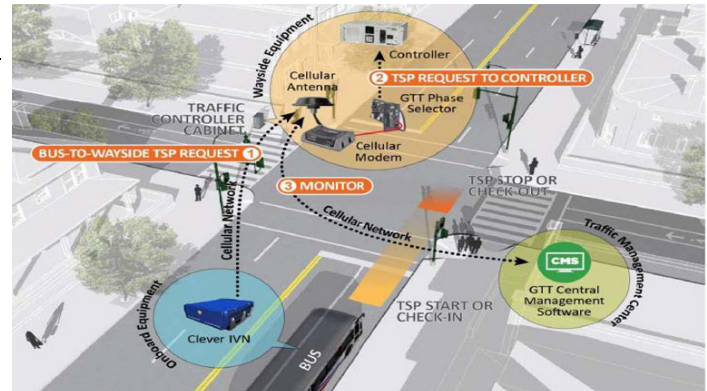 Wayside Equipment
Controller
Cellular
Antenna
2 TSP REQUEST TO CONTROLLER
GTT Phase
Selector
TRAFFIC
CONTROLLER
CABINET
Cellular
Modem
BUS-TO-WAYSIDE TSP REQUEST 1
3 MONITOR
TSP STOP OR
CHECK-OUT
Cellular Network
Cellular Network
Traffic Management Center
CMS
GTT Central
Management
Software
TSP START OR
CHECK-IN
Onboard Equipment
Clever IVN
BUS